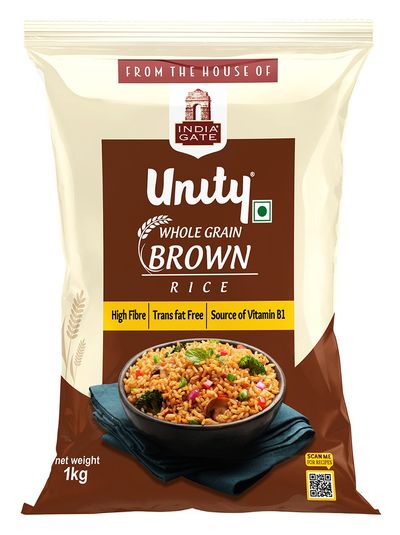 FROM THE HOUSE OF
INDIA
GATE
Unity®
WHOLE GRAIN
BROWN
RICE
High Fibre | Trans fat Free | Source of Vitamin B1
net weight
1kg
SCAN ME
FOR RECIPES